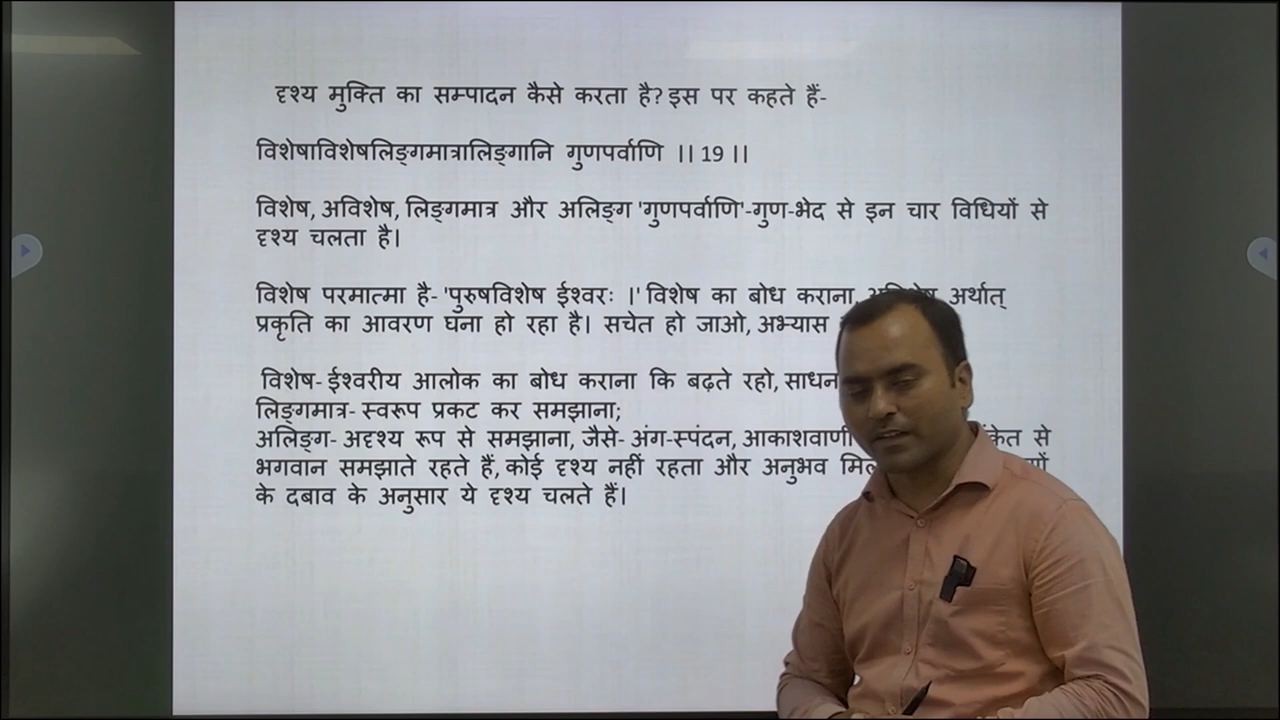 दृश्य मुक्ति का सम्पादन कैसे करता है? इस पर कहते हैं-
विशेषाविशेषलिङ्गमात्रालिङ्गानि गुणपर्वाणि ।। 19 ।।
विशेष, अविशेष, लिङ्गमात्र और अलिङ्ग 'गुणपर्वाणि'-गुण-भेद से इन चार विधियों से
दृश्य चलता है।
विशेष परमात्मा है- 'पुरुषविशेष ईश्वरः ।' विशेष का बोध कराना, अर्थात्
प्रकृति का आवरण घना हो रहा है। सचेत हो जाओ, अभ्यास
विशेष- ईश्वरीय आलोक का बोध कराना कि बढ़ते रहो,
लिङ्गमात्र- स्वरूप प्रकट कर समझाना;
अलिङ्ग- अदृश्य रूप से समझाना, जैसे- अंग-स्पंदन, आकाशवाणी से
भगवान समझाते रहते हैं, कोई दृश्य नहीं रहता और अनुभव
के दबाव के अनुसार ये दृश्य चलते हैं।